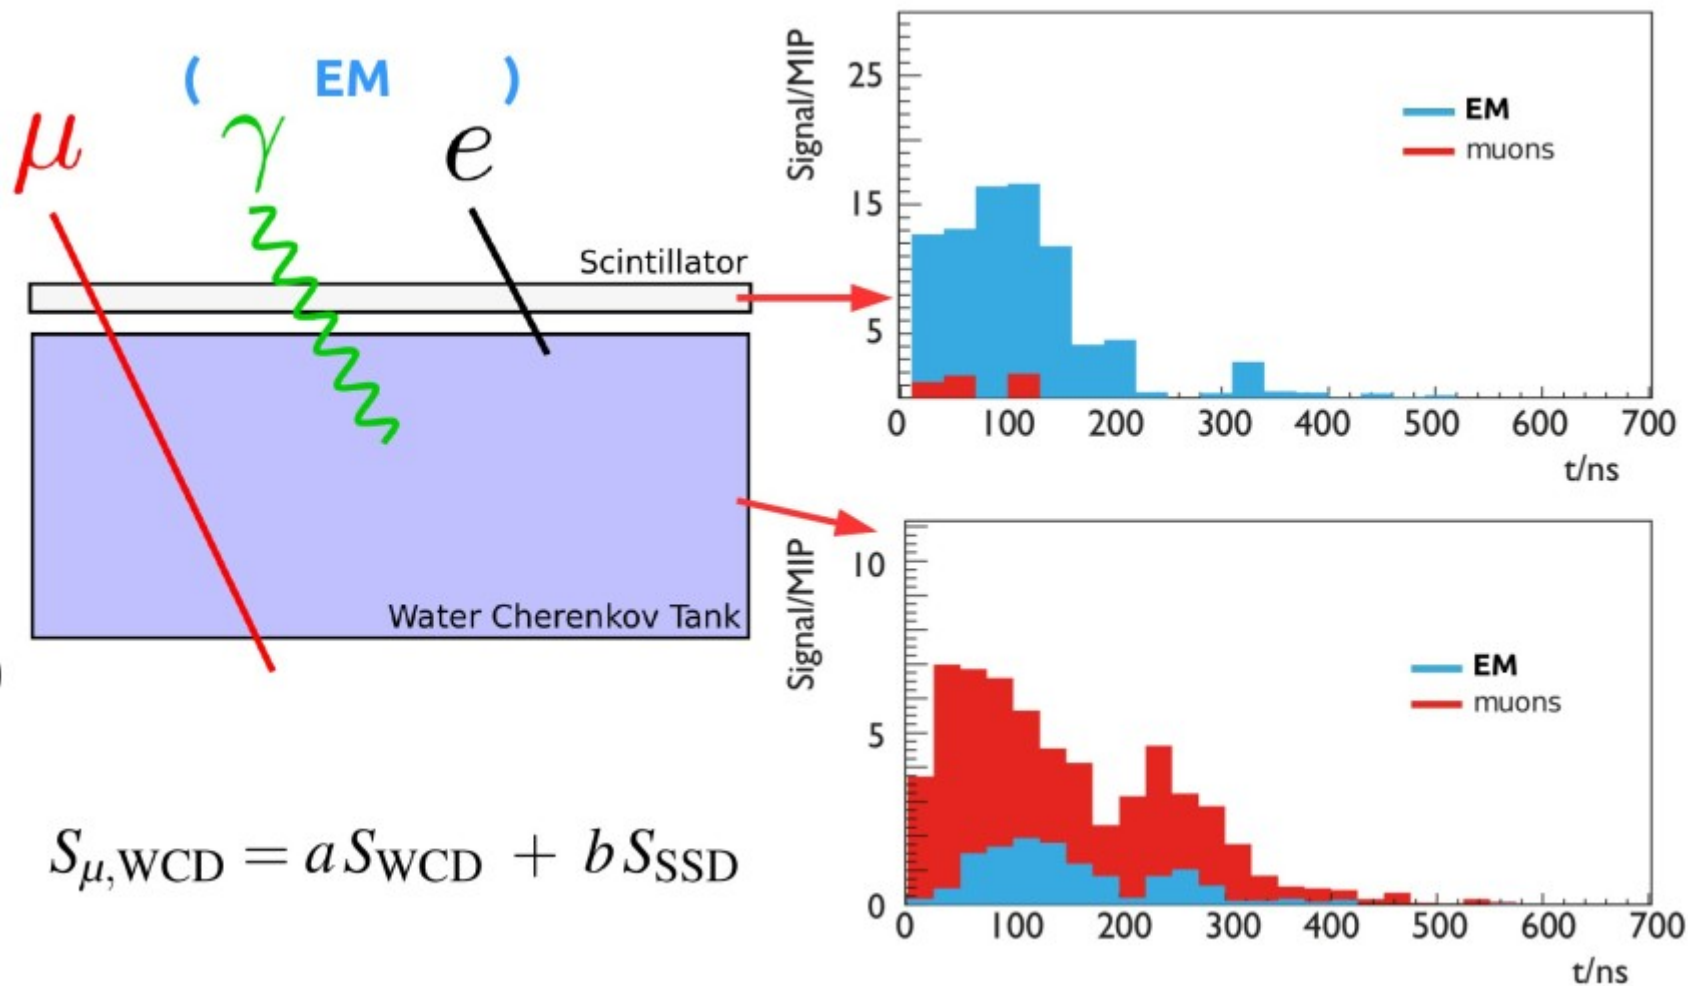 ( EM )
μ γ e
Scintillator
Water Cherenkov Tank
)
S_μ,WCD = a S_WCD + b S_SSD
Signal/MIP
25
15
5
EM
muons
0 100 200 300 400 500 600 700
t/ns
Signal/MIP
10
5
0
EM
muons
0 100 200 300 400 500 600 700
t/ns